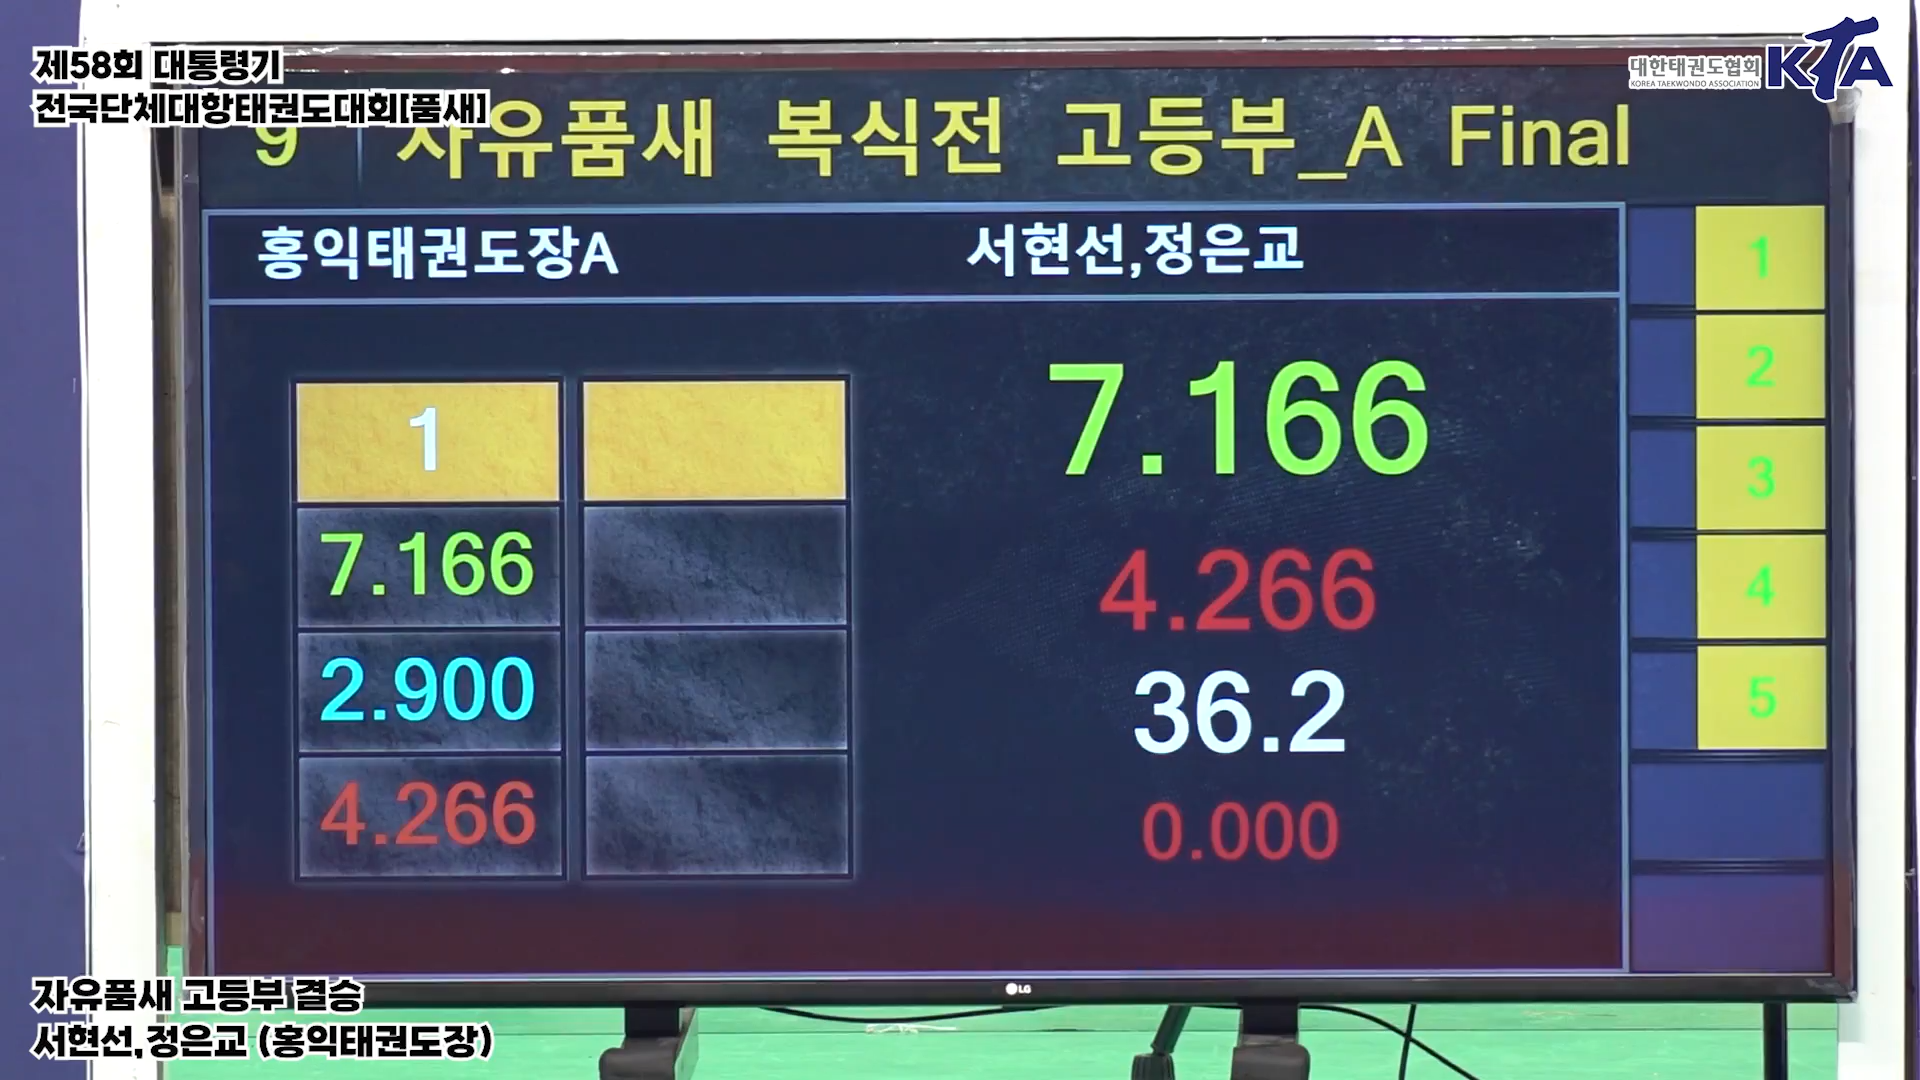 제58회 대통령기
전국단체대항태권도대회[품새]
대한태권도협회
KOREA TAEKWONDO ASSOCIATION
KTA
9 자유품새 복식전 고등부_A Final
홍익태권도장A 서현선,정은교
1
7.166
2.900
4.266
7.166
4.266
36.2
0.000
1
2
3
4
5
LG
자유품새 고등부 결승
서현선,정은교 (홍익태권도장)